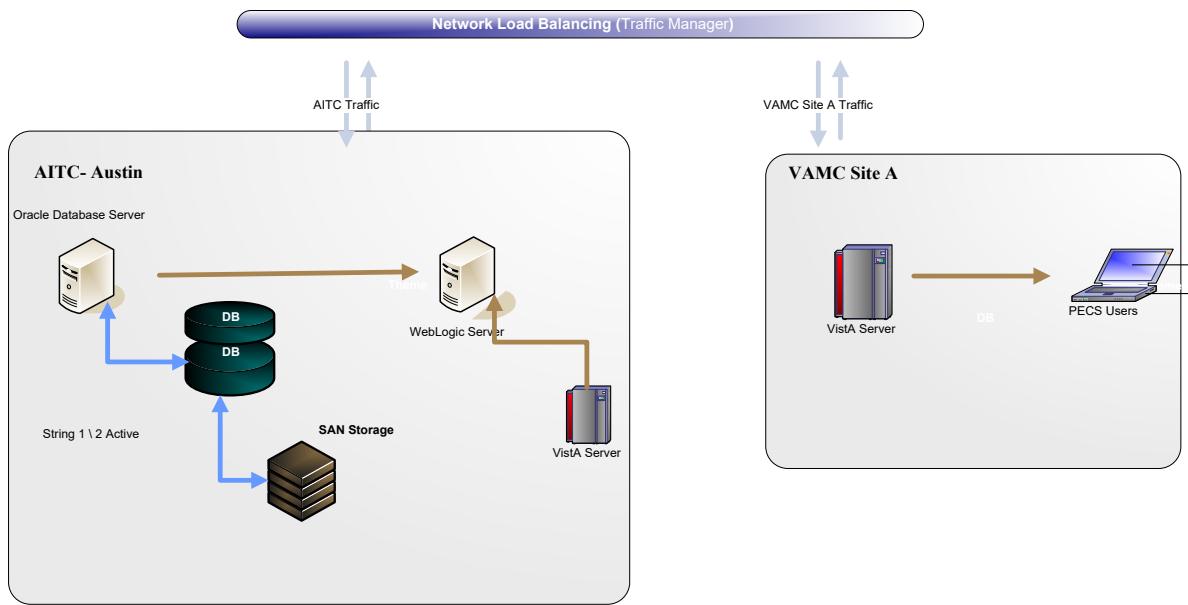 Network Load Balancing (Traffic Manager)
AITC Traffic
VAMC Site A Traffic
AITC- Austin
Oracle Database Server
Theme
WebLogic Server
DB
DB
String 1 \ 2 Active
SAN Storage
VistA Server
VAMC Site A
VistA Server
DB
PECS Users